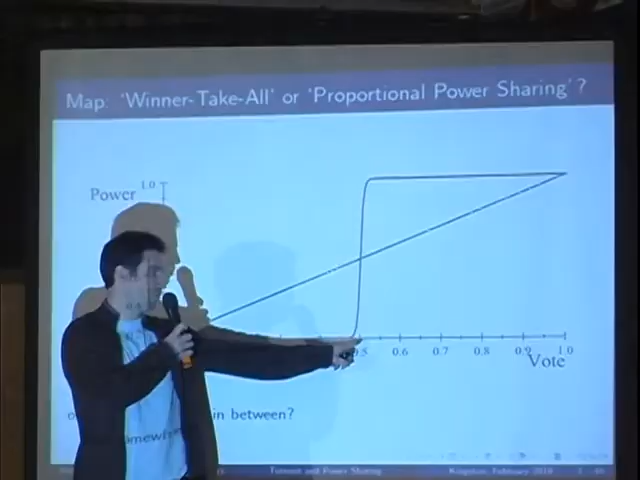 Map: 'Winner-Take-All' or 'Proportional Power Sharing'?
Power
1.0
0.5 0.6 0.7 0.8 0.9 1.0
Vote
in between?
Turnout and Power Sharing Kingston, February 2010